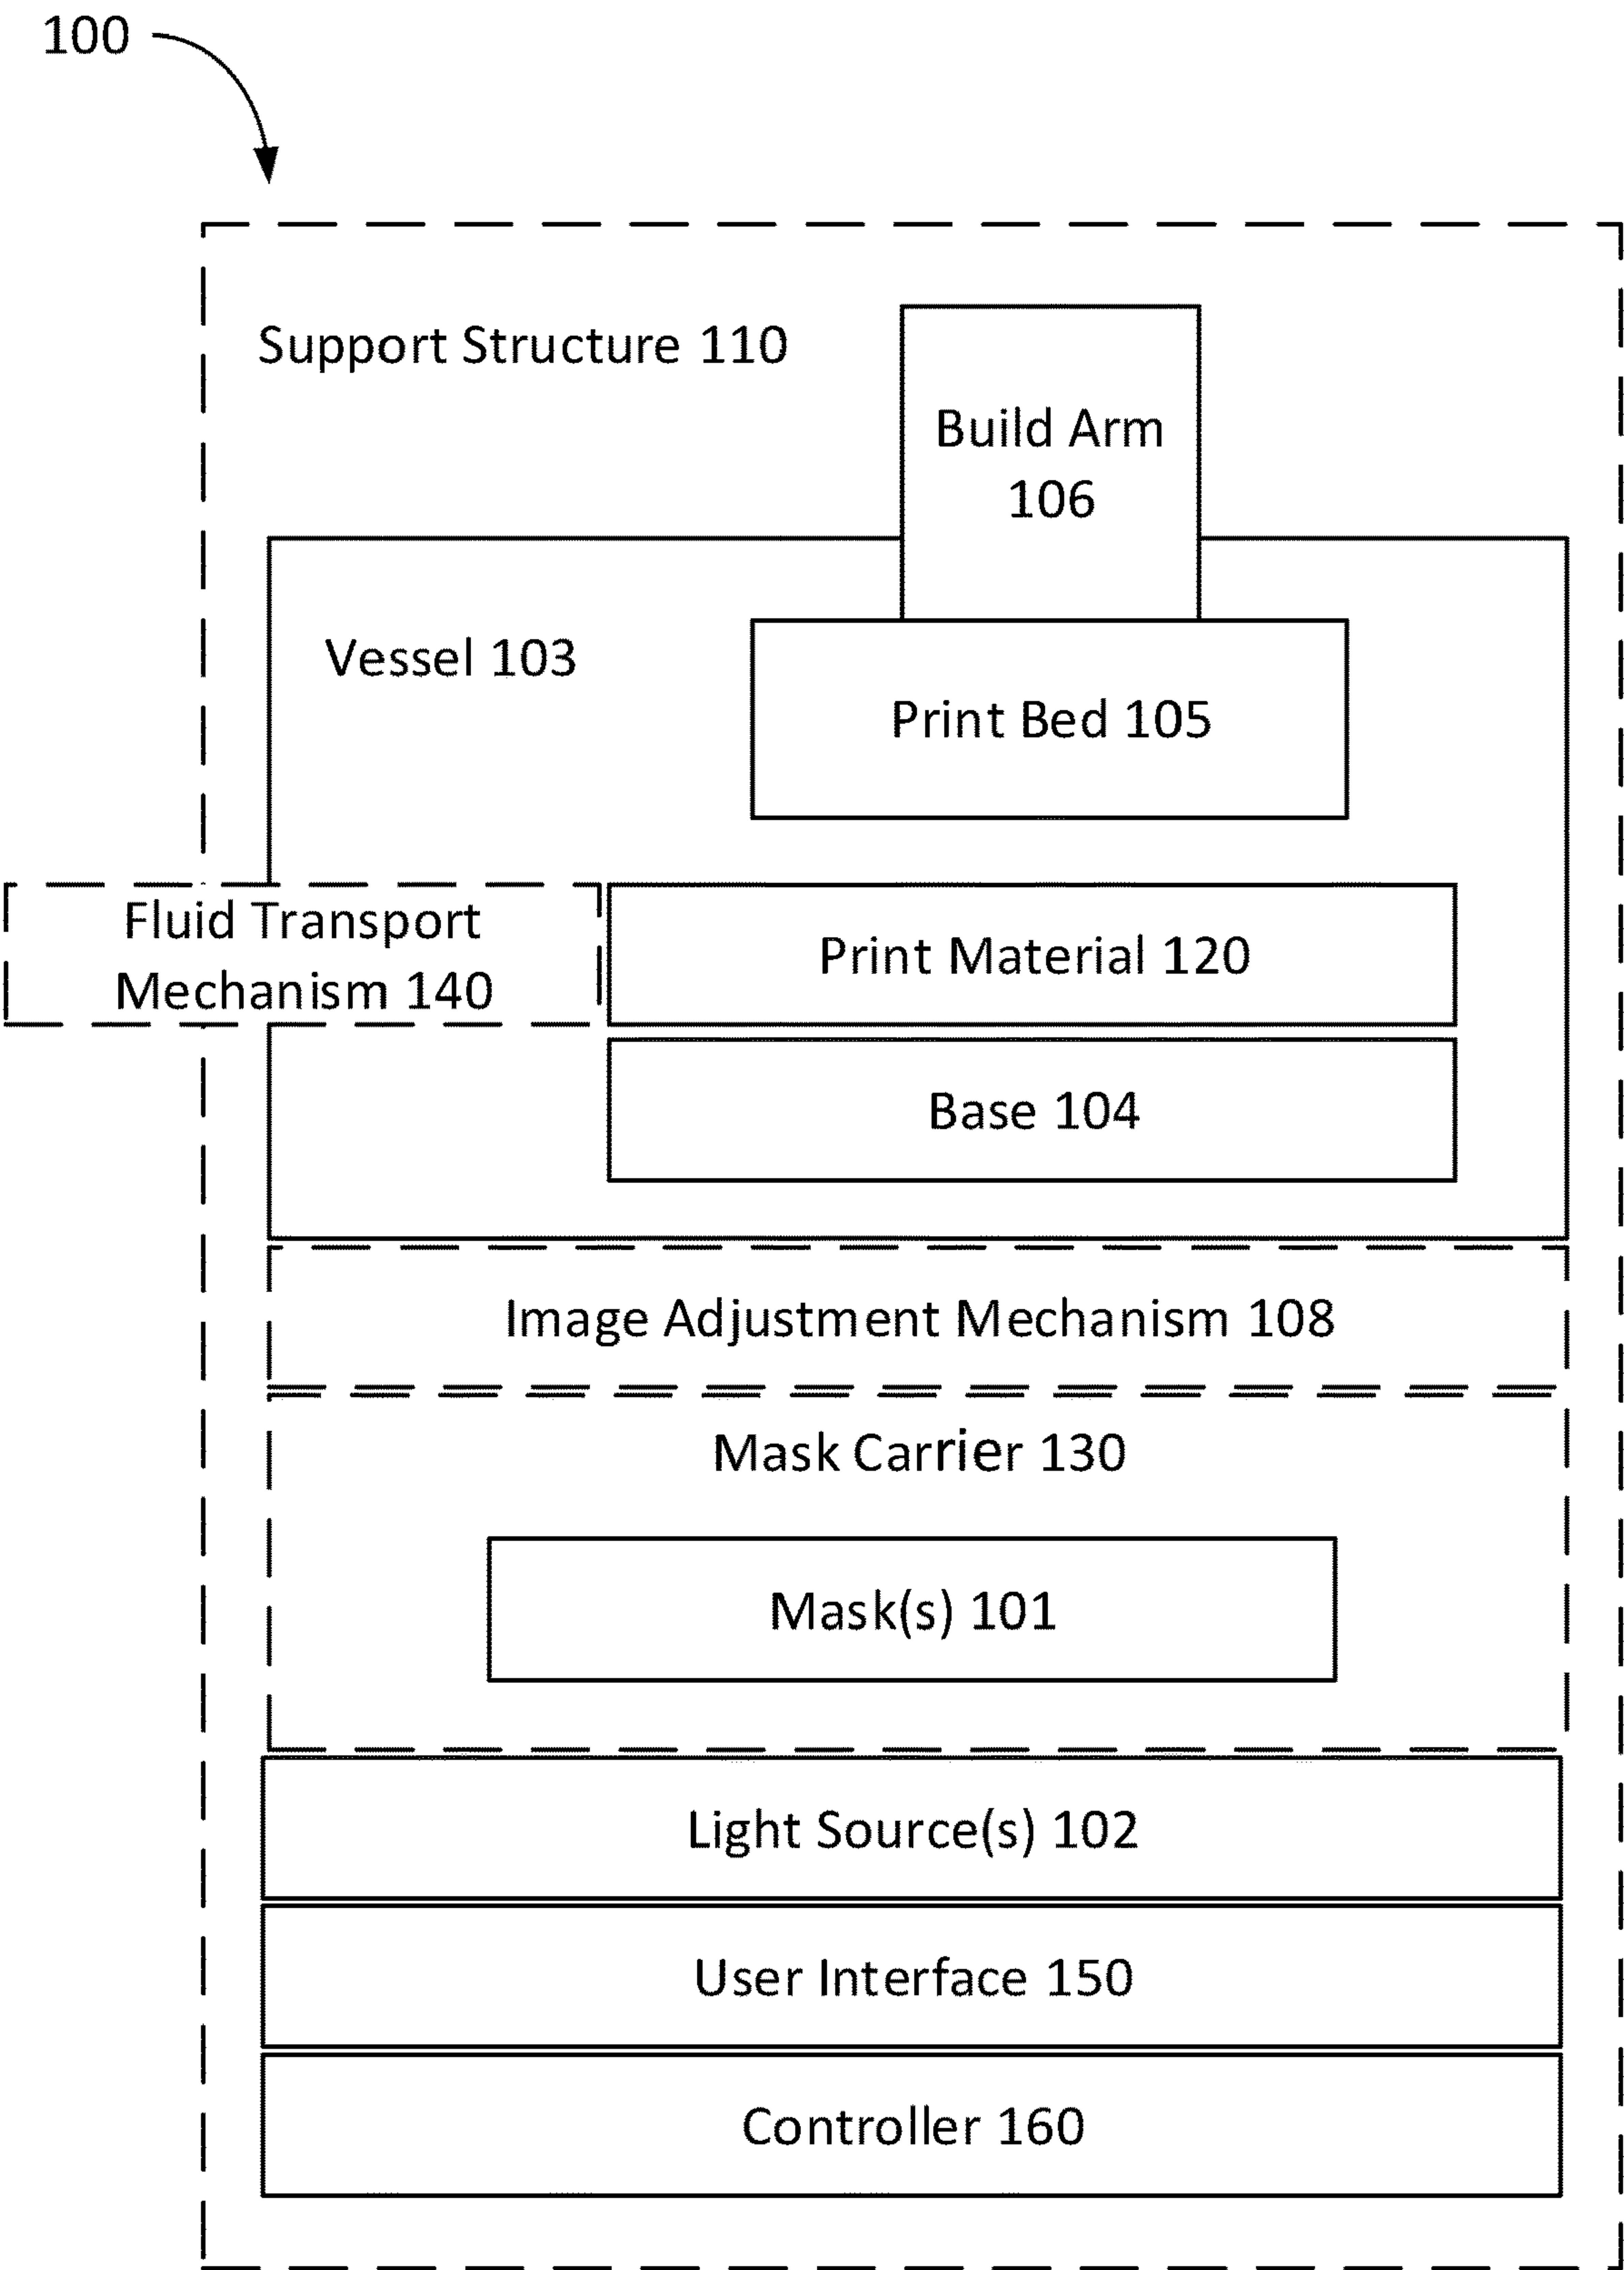 100
Support Structure 110
Build Arm
106
Vessel 103
Print Bed 105
Fluid Transport
Mechanism 140
Print Material 120
Base 104
Image Adjustment Mechanism 108
Mask Carrier 130
Mask(s) 101
Light Source(s) 102
User Interface 150
Controller 160